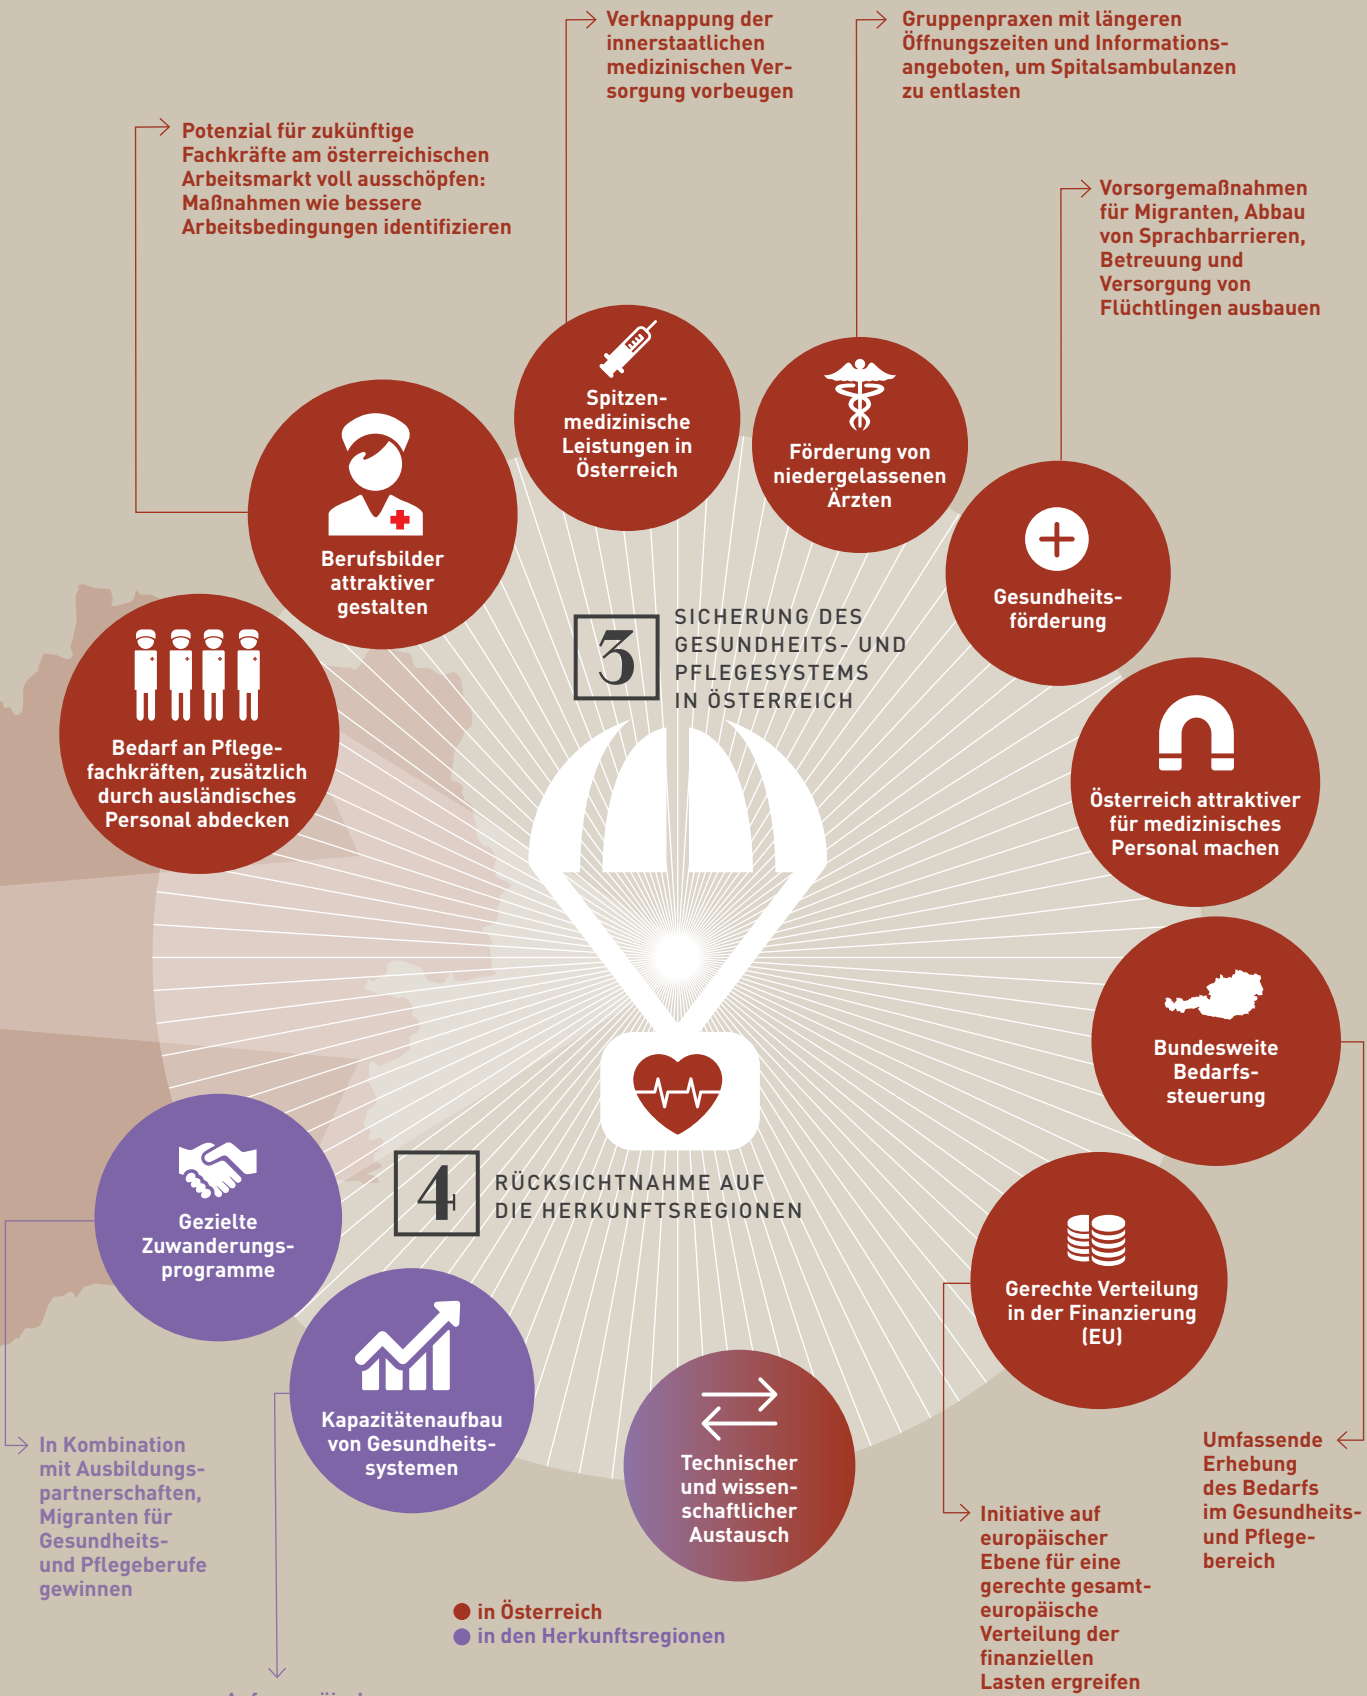 Verknappung der
innerstaatlichen
medizinischen Ver-
sorgung vorbeugen
Gruppenpraxen mit längeren
Öffnungszeiten und Informations-
angeboten, um Spitalsambulanzen
zu entlasten
Potenzial für zukünftige
Fachkräfte am österreichischen
Arbeitsmarkt voll ausschöpfen:
Maßnahmen wie bessere
Arbeitsbedingungen identifizieren
Vorsorgemaßnahmen
für Migranten, Abbau
von Sprachbarrieren,
Betreuung und
Versorgung von
Flüchtlingen ausbauen
Spitzen-
medizinische
Leistungen in
Österreich
Förderung von
niedergelassenen
Ärzten
Berufsbilder
attraktiver
gestalten
Gesundheits-
förderung
3
SICHERUNG DES
GESUNDHEITS- UND
PFLEGESYSTEMS
IN ÖSTERREICH
Bedarf an Pflege-
fachkräften, zusätzlich
durch ausländisches
Personal abdecken
Österreich attraktiver
für medizinisches
Personal machen
Bundesweite
Bedarfs-
steuerung
4
RÜCKSICHTNAHME AUF
DIE HERKUNFTSREGIONEN
Gezielte
Zuwanderungs-
programme
Gerechte Verteilung
in der Finanzierung
(EU)
Kapazitätenaufbau
von Gesundheits-
systemen
Technischer
und wissen-
schaftlicher
Austausch
In Kombination
mit Ausbildungs-
partnerschaften,
Migranten für
Gesundheits-
und Pflegeberufe
gewinnen
Umfassende
Erhebung
des Bedarfs
im Gesundheits-
und Pflege-
bereich
Initiative auf
europäischer
Ebene für eine
gerechte gesamt-
europäische
Verteilung der
finanziellen
Lasten ergreifen
in Österreich
in den Herkunftsregionen